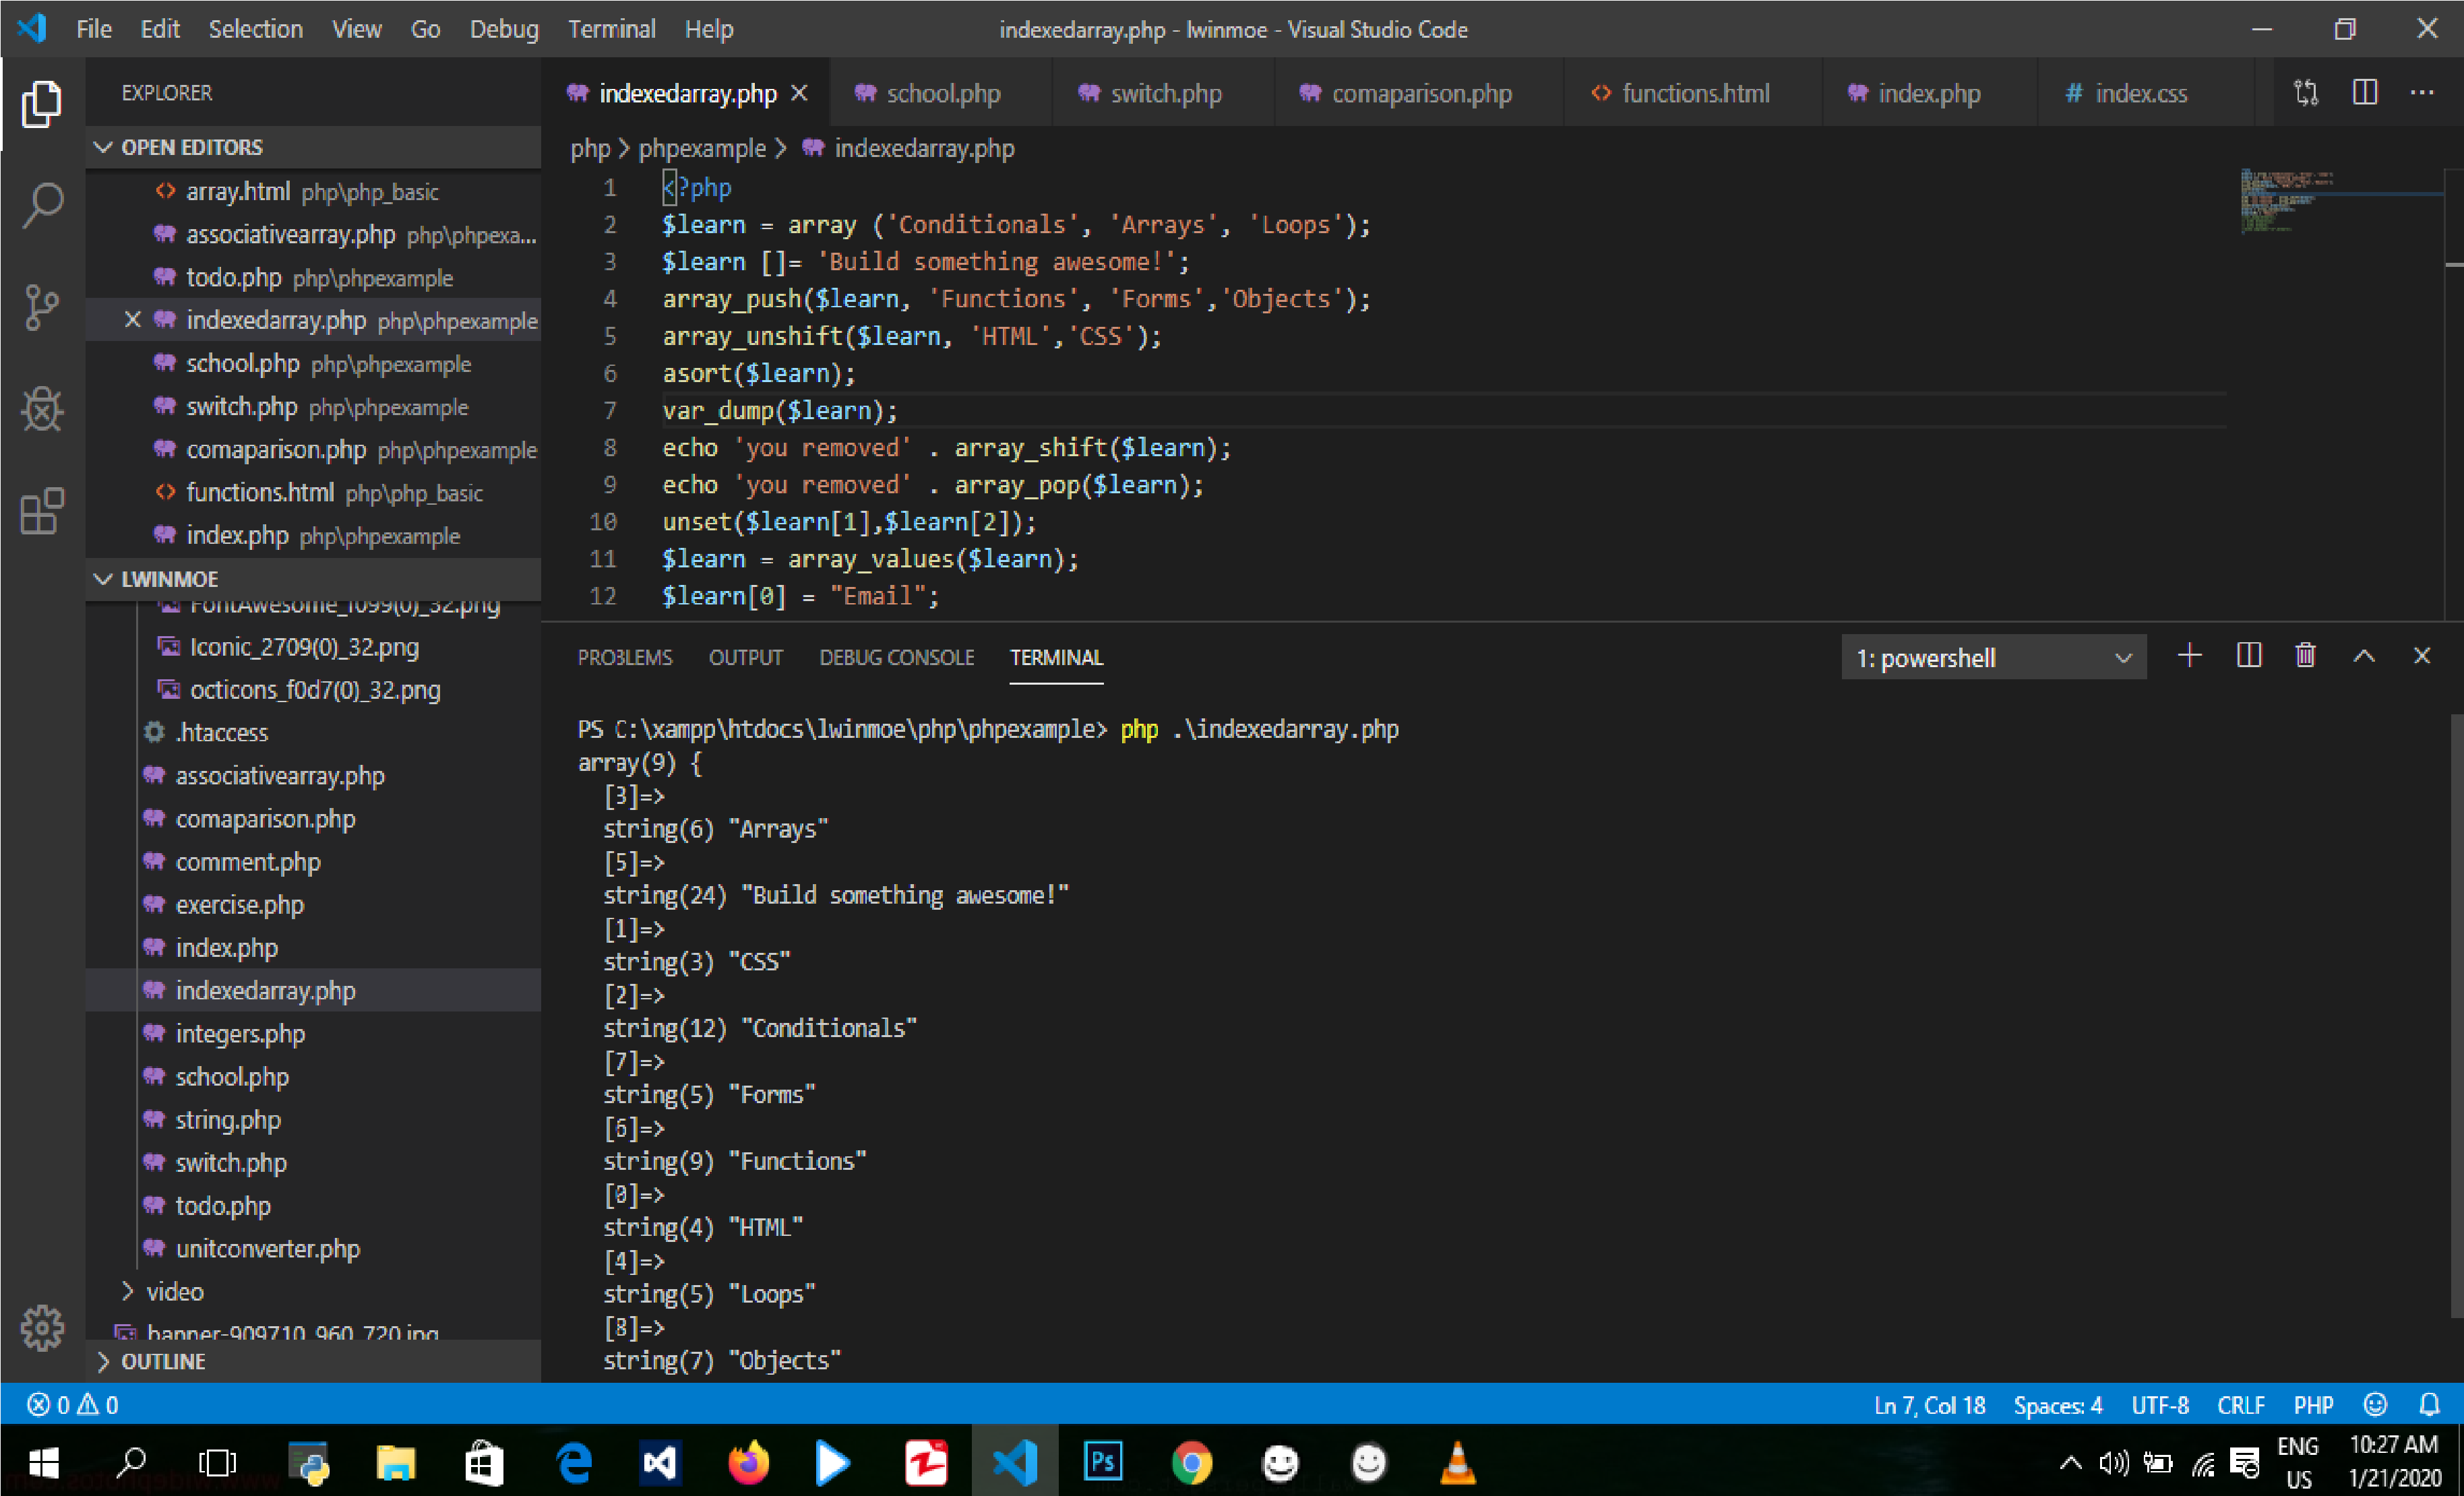 File Edit Selection View Go Debug Terminal Help
indexedarray.php - lwinmoe - Visual Studio Code
EXPLORER
OPEN EDITORS
array.html php\php_basic
associativearray.php php\phpexa...
todo.php php\phpexample
indexedarray.php php\phpexample
school.php php\phpexample
switch.php php\phpexample
comaparison.php php\phpexample
functions.html php\php_basic
index.php php\phpexample
LWINMOE
FontAwesome_f099(0)_32.png
Iconic_2709(0)_32.png
octicons_f0d7(0)_32.png
.htaccess
associativearray.php
comaparison.php
comment.php
exercise.php
index.php
indexedarray.php
integers.php
school.php
string.php
switch.php
todo.php
unitconverter.php
video
banner-909710_960_720.jpg
OUTLINE
indexedarray.php school.php switch.php comaparison.php functions.html index.php # index.css
php > phpexample > indexedarray.php
1 <?php
2 $learn = array ('Conditionals', 'Arrays', 'Loops');
3 $learn []= 'Build something awesome!';
4 array_push($learn, 'Functions', 'Forms','Objects');
5 array_unshift($learn, 'HTML','CSS');
6 asort($learn);
7 var_dump($learn);
8 echo 'you removed' . array_shift($learn);
9 echo 'you removed' . array_pop($learn);
10 unset($learn[1],$learn[2]);
11 $learn = array_values($learn);
12 $learn[0] = "Email";
PROBLEMS OUTPUT DEBUG CONSOLE TERMINAL
1: powershell
PS C:\xampp\htdocs\lwinmoe\php\phpexample> php .\indexedarray.php
array(9) {
[3]=>
string(6) "Arrays"
[5]=>
string(24) "Build something awesome!"
[1]=>
string(3) "CSS"
[2]=>
string(12) "Conditionals"
[7]=>
string(5) "Forms"
[6]=>
string(9) "Functions"
[0]=>
string(4) "HTML"
[4]=>
string(5) "Loops"
[8]=>
string(7) "Objects"
0 0
Ln 7, Col 18 Spaces: 4 UTF-8 CRLF PHP
Ps
ENG
US
10:27 AM
1/21/2020